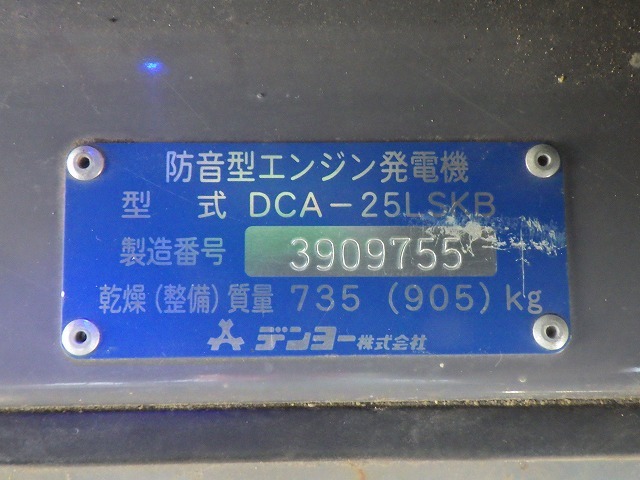 防音型エンジン発電機
型 式 DCA-25LSKB
製造番号 3909755
乾燥(整備)質量 735 (905)kg
デンヨー株式会社